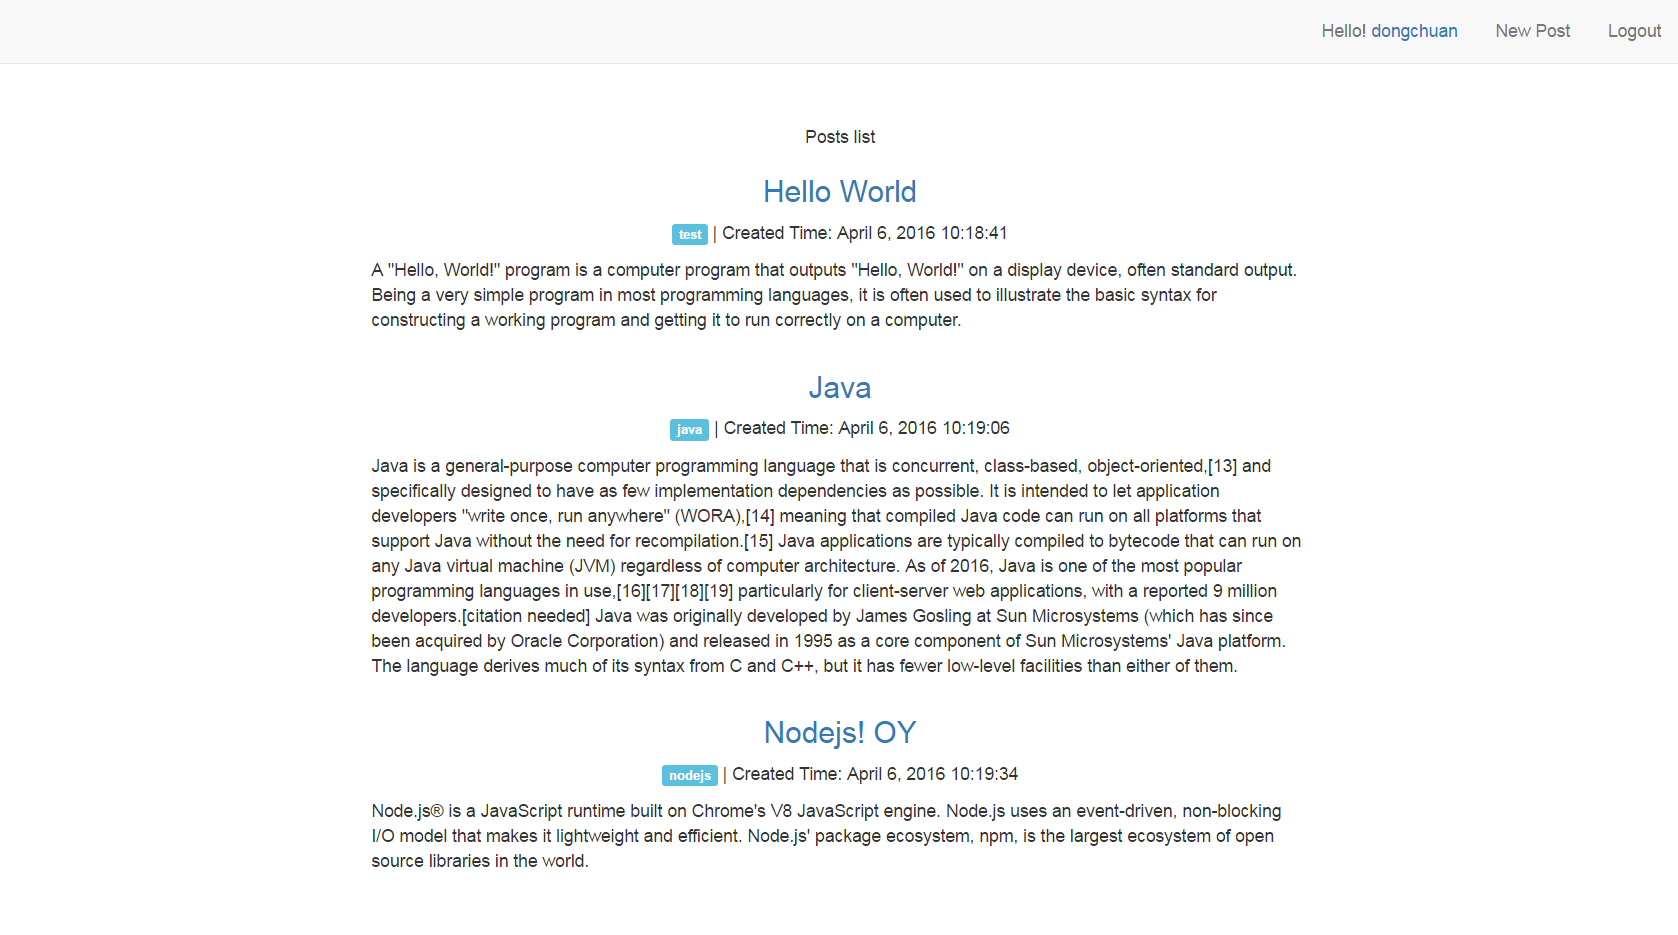 Hello! dongchuan New Post Logout
Posts list
Hello World
test | Created Time: April 6, 2016 10:18:41
A "Hello, World!" program is a computer program that outputs "Hello, World!" on a display device, often standard output.
Being a very simple program in most programming languages, it is often used to illustrate the basic syntax for
constructing a working program and getting it to run correctly on a computer.
Java
java | Created Time: April 6, 2016 10:19:06
Java is a general-purpose computer programming language that is concurrent, class-based, object-oriented,[13] and
specifically designed to have as few implementation dependencies as possible. It is intended to let application
developers "write once, run anywhere" (WORA),[14] meaning that compiled Java code can run on all platforms that
support Java without the need for recompilation.[15] Java applications are typically compiled to bytecode that can run on
any Java virtual machine (JVM) regardless of computer architecture. As of 2016, Java is one of the most popular
programming languages in use,[16][17][18][19] particularly for client-server web applications, with a reported 9 million
developers.[citation needed] Java was originally developed by James Gosling at Sun Microsystems (which has since
been acquired by Oracle Corporation) and released in 1995 as a core component of Sun Microsystems' Java platform.
The language derives much of its syntax from C and C++, but it has fewer low-level facilities than either of them.
Nodejs! OY
nodejs | Created Time: April 6, 2016 10:19:34
Node.js® is a JavaScript runtime built on Chrome's V8 JavaScript engine. Node.js uses an event-driven, non-blocking
I/O model that makes it lightweight and efficient. Node.js' package ecosystem, npm, is the largest ecosystem of open
source libraries in the world.